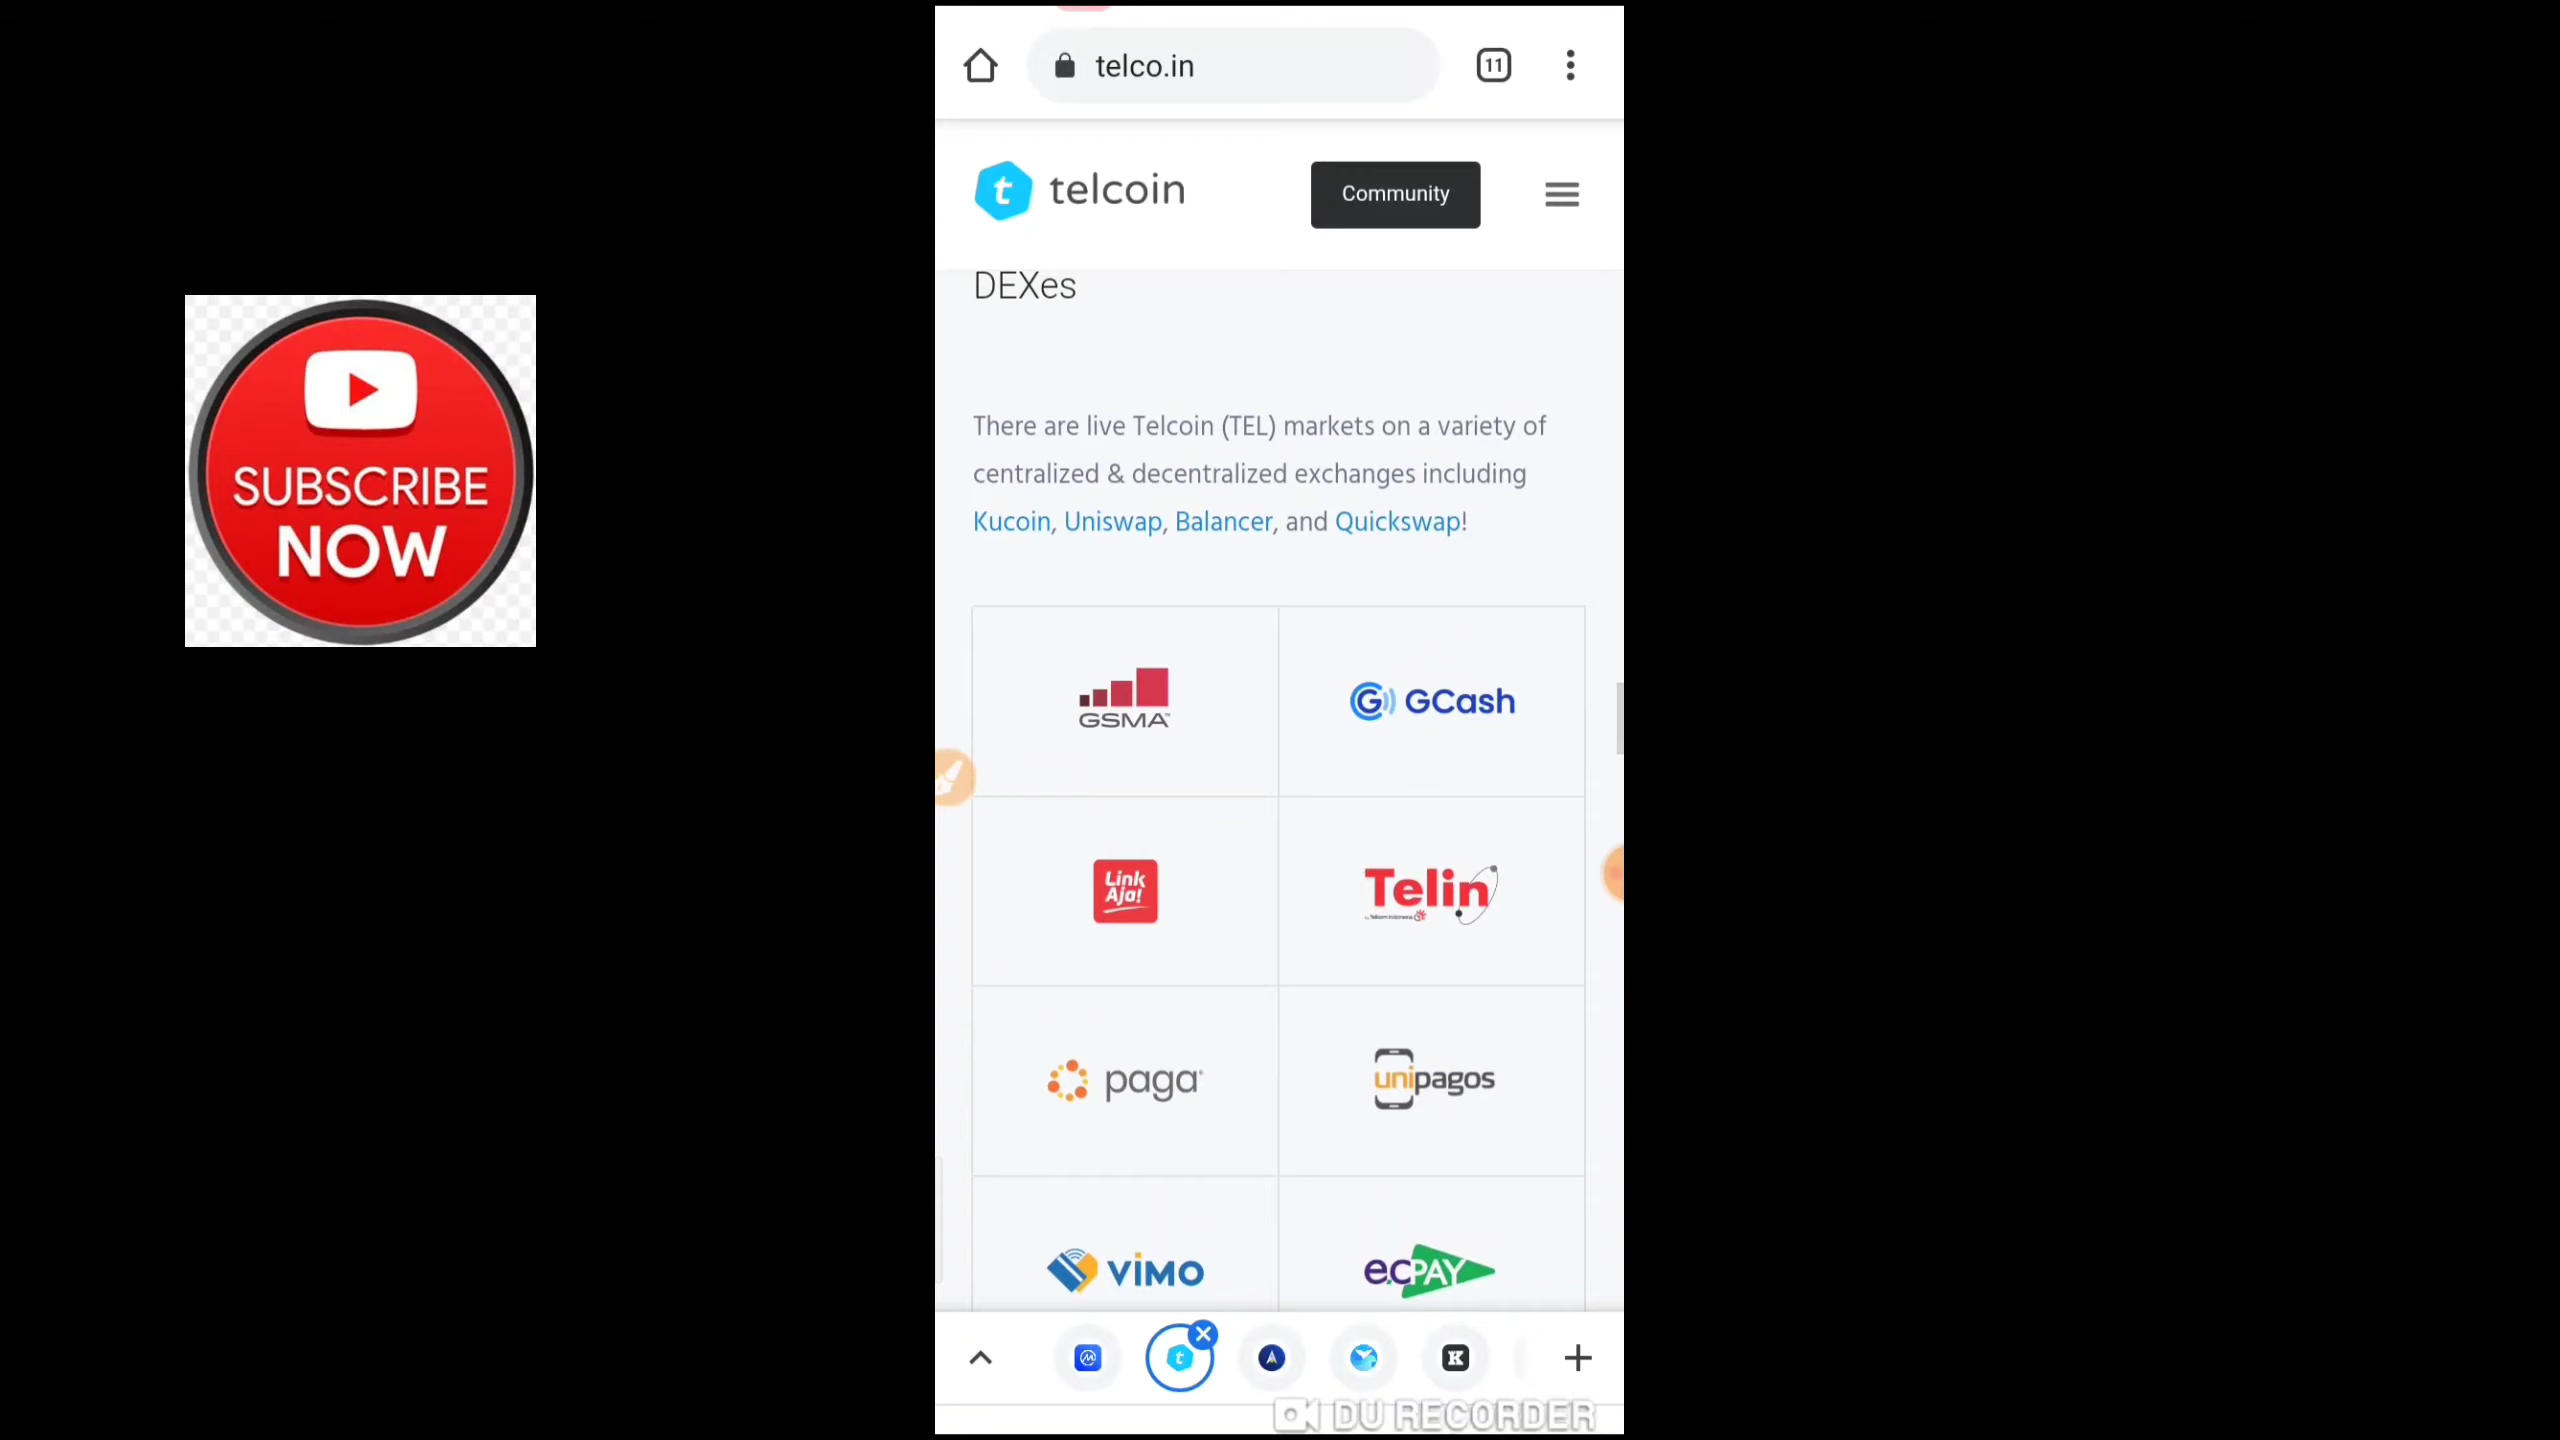 SUBSCRIBE
NOW
telco.in
11
telcoin
Community
DEXes
There are live Telcoin (TEL) markets on a variety of
centralized & decentralized exchanges including
Kucoin, Uniswap, Balancer, and Quickswap!
GSMA
GCash
Link
Aja!
Telin
paga
unipagos
viMO
ecPAY
DU RECORDER